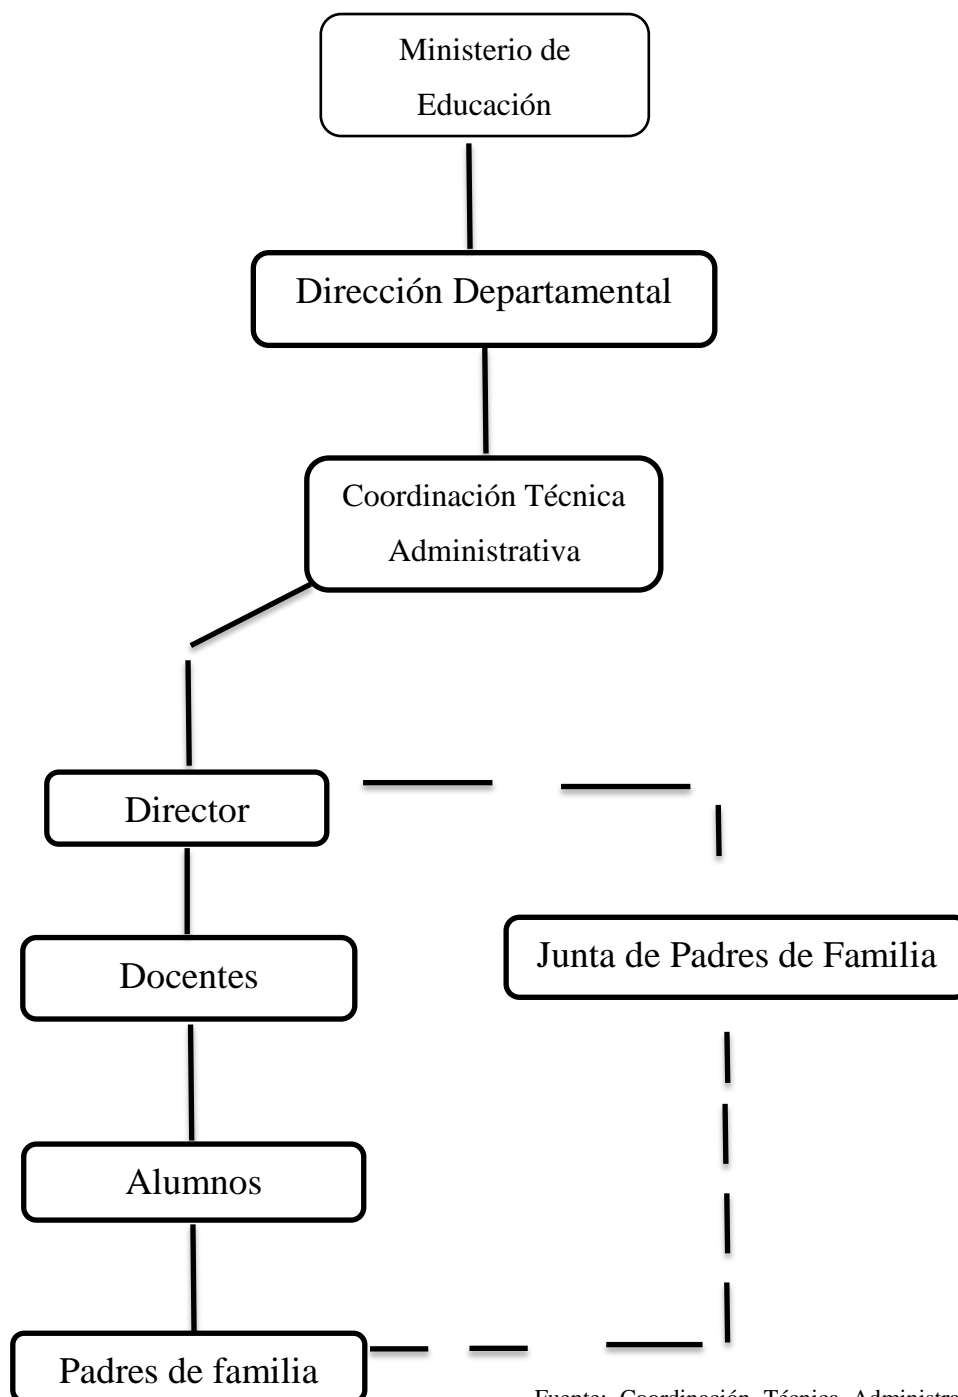 Ministerio de
Educación
Dirección Departamental
Coordinación Técnica
Administrativa
Director
Docentes
Junta de Padres de Familia
Alumnos
Padres de familia
Fuente: Coordinación Técnica